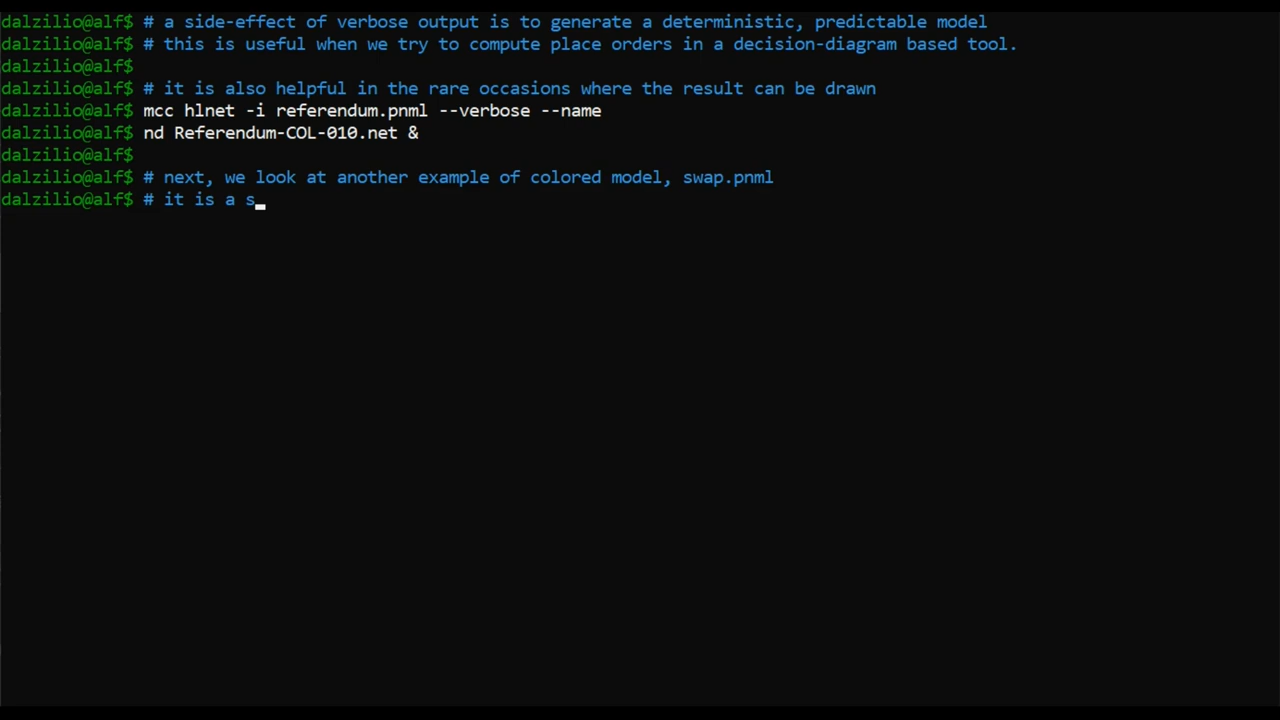 dalzilio@alf$ # a side-effect of verbose output is to generate a deterministic, predictable model
dalzilio@alf$ # this is useful when we try to compute place orders in a decision-diagram based tool.
dalzilio@alf$
dalzilio@alf$ # it is also helpful in the rare occasions where the result can be drawn
dalzilio@alf$ mcc hlnet -i referendum.pnml --verbose --name
dalzilio@alf$ nd Referendum-COL-010.net &
dalzilio@alf$
dalzilio@alf$ # next, we look at another example of colored model, swap.pnml
dalzilio@alf$ # it is a s_